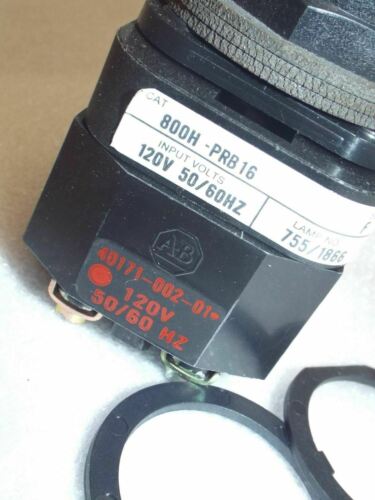 CAT
800H-PRB16
INPUT VOLTS
120V 50/60HZ
LAMP NO
755/1866
A-B
40171-002-01
120V
50/60 HZ